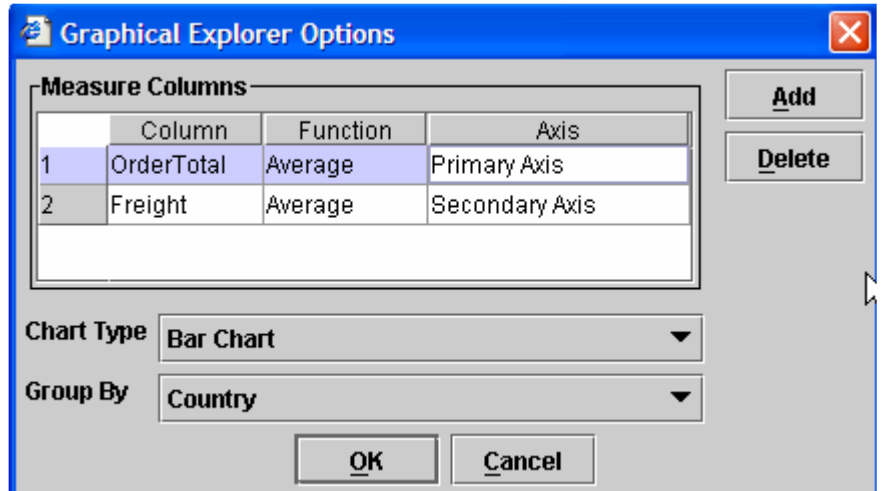 Graphical Explorer Options
Measure Columns
Add
Column Function Axis
1 OrderTotal Average Primary Axis
Delete
2 Freight Average Secondary Axis
Chart Type Bar Chart
Group By Country
OK Cancel